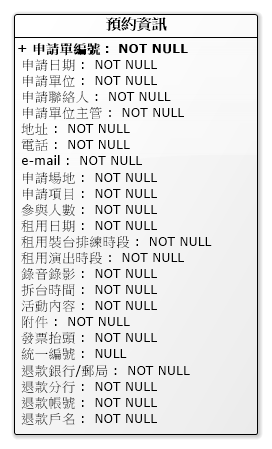 預約資訊
+ 申請單編號： NOT NULL
申請日期： NOT NULL
申請單位： NOT NULL
申請聯絡人： NOT NULL
申請單位主管： NOT NULL
地址： NOT NULL
電話： NOT NULL
e-mail： NOT NULL
申請場地： NOT NULL
申請項目： NOT NULL
參與人數： NOT NULL
租用日期： NOT NULL
租用裝台排練時段： NOT NULL
租用演出時段： NOT NULL
錄音錄影： NOT NULL
拆台時間： NOT NULL
活動內容： NOT NULL
附件： NOT NULL
發票抬頭： NOT NULL
統一編號： NULL
退款銀行/郵局： NOT NULL
退款分行： NOT NULL
退款帳號： NOT NULL
退款戶名： NOT NULL